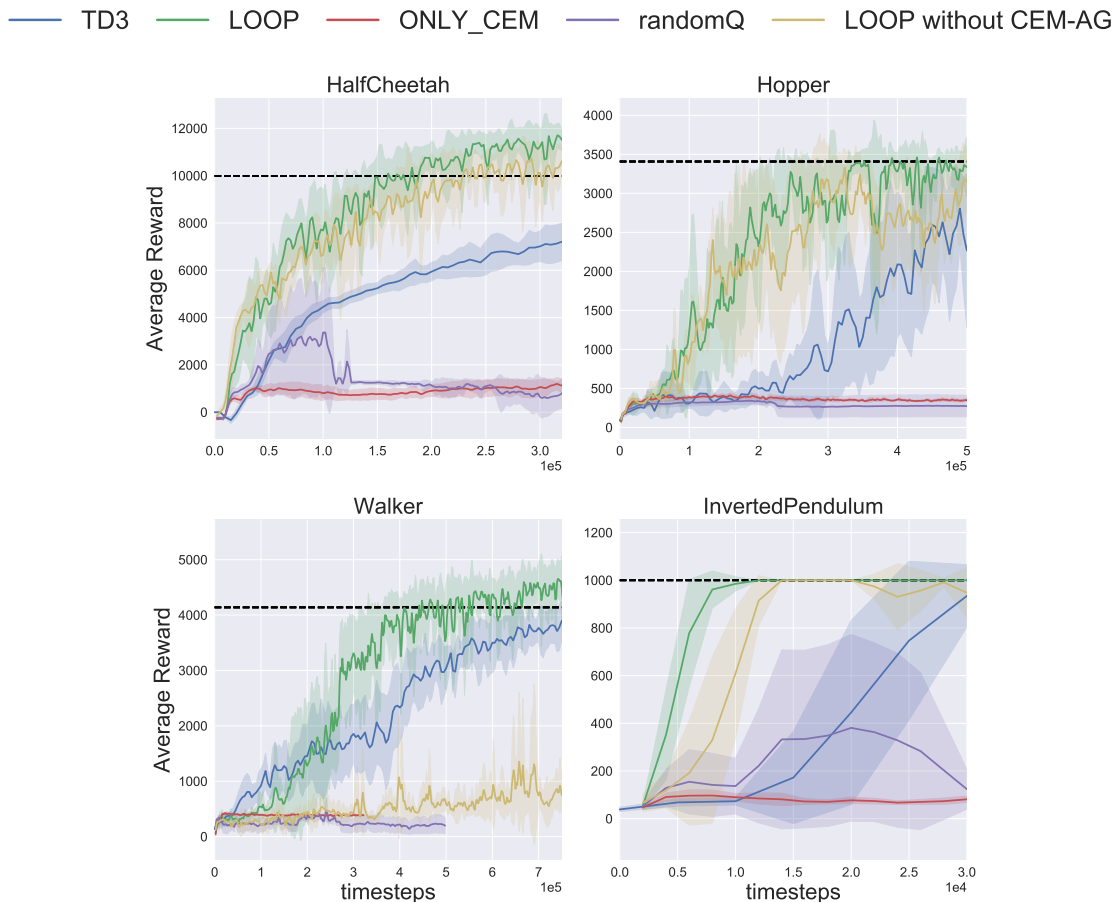 TD3 LOOP ONLY_CEM randomQ LOOP without CEM-AG
HalfCheetah
Average Reward
12000
10000
8000
6000
4000
2000
0
0.0 0.5 1.0 1.5 2.0 2.5 3.0
1e5
Hopper
4000
3500
3000
2500
2000
1500
1000
500
0
0 1 2 3 4 5
1e5
Walker
Average Reward
5000
4000
3000
2000
1000
0
0 1 2 3 4 5 6 7
1e5
timesteps
InvertedPendulum
1200
1000
800
600
400
200
0
0.0 0.5 1.0 1.5 2.0 2.5 3.0
1e4
timesteps